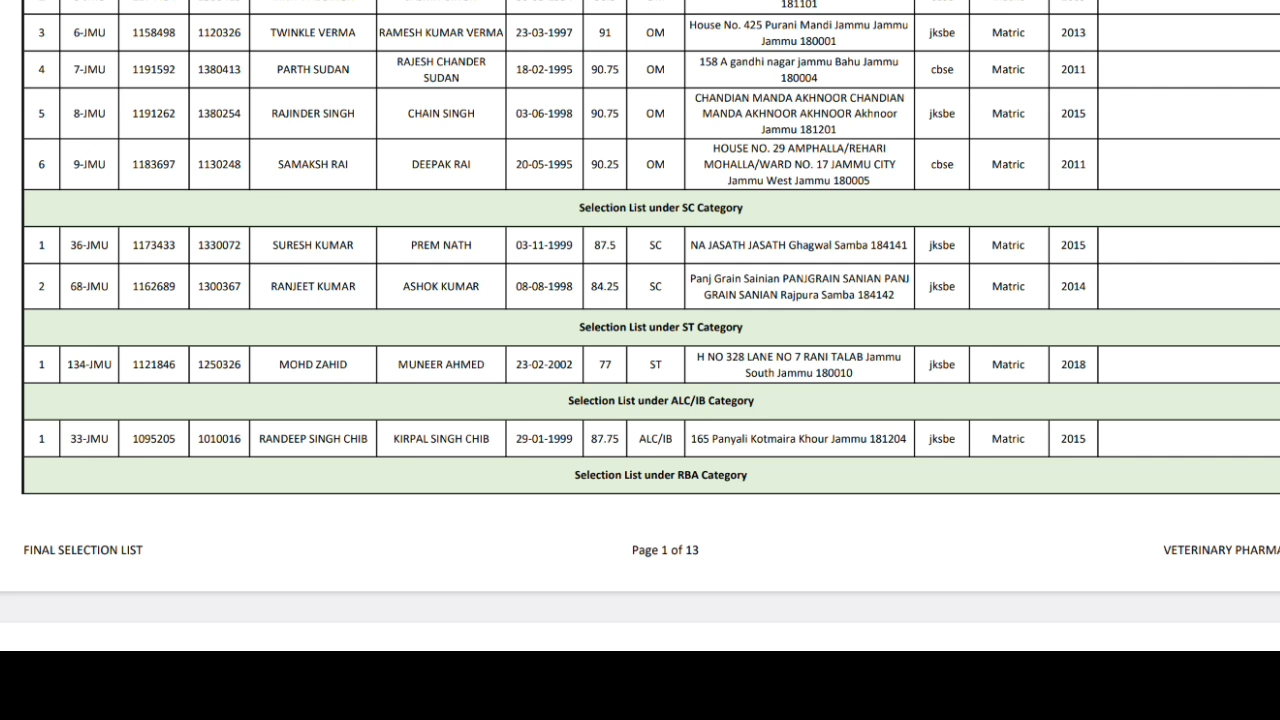 181101
3 6-JMU 1158498 1120326 TWINKLE VERMA RAMESH KUMAR VERMA 23-03-1997 91 OM House No. 425 Purani Mandi Jammu Jammu jksbe Matric 2013
Jammu 180001
4 7-JMU 1191592 1380413 PARTH SUDAN RAJESH CHANDER 18-02-1995 90.75 OM 158 A gandhi nagar jammu Bahu Jammu cbse Matric 2011
SUDAN 180004
5 8-JMU 1191262 1380254 RAJINDER SINGH CHAIN SINGH 03-06-1998 90.75 OM CHANDIAN MANDA AKHNOOR CHANDIAN jksbe Matric 2015
MANDA AKHNOOR AKHNOOR Akhnoor
Jammu 181201
6 9-JMU 1183697 1130248 SAMAKSH RAI DEEPAK RAI 20-05-1995 90.25 OM HOUSE NO. 29 AMPHALLA/REHARI cbse Matric 2011
MOHALLA/WARD NO. 17 JAMMU CITY
Jammu West Jammu 180005
Selection List under SC Category
1 36-JMU 1173433 1330072 SURESH KUMAR PREM NATH 03-11-1999 87.5 SC NA JASATH JASATH Ghagwal Samba 184141 jksbe Matric 2015
2 68-JMU 1162689 1300367 RANJEET KUMAR ASHOK KUMAR 08-08-1998 84.25 SC Panj Grain Sainian PANJGRAIN SANIAN PANJ jksbe Matric 2014
GRAIN SANIAN Rajpura Samba 184142
Selection List under ST Category
1 134-JMU 1121846 1250326 MOHD ZAHID MUNEER AHMED 23-02-2002 77 ST H NO 328 LANE NO 7 RANI TALAB Jammu jksbe Matric 2018
South Jammu 180010
Selection List under ALC/IB Category
1 33-JMU 1095205 1010016 RANDEEP SINGH CHIB KIRPAL SINGH CHIB 29-01-1999 87.75 ALC/IB 165 Panyali Kotmaira Khour Jammu 181204 jksbe Matric 2015
Selection List under RBA Category
FINAL SELECTION LIST Page 1 of 13 VETERINARY PHARMA